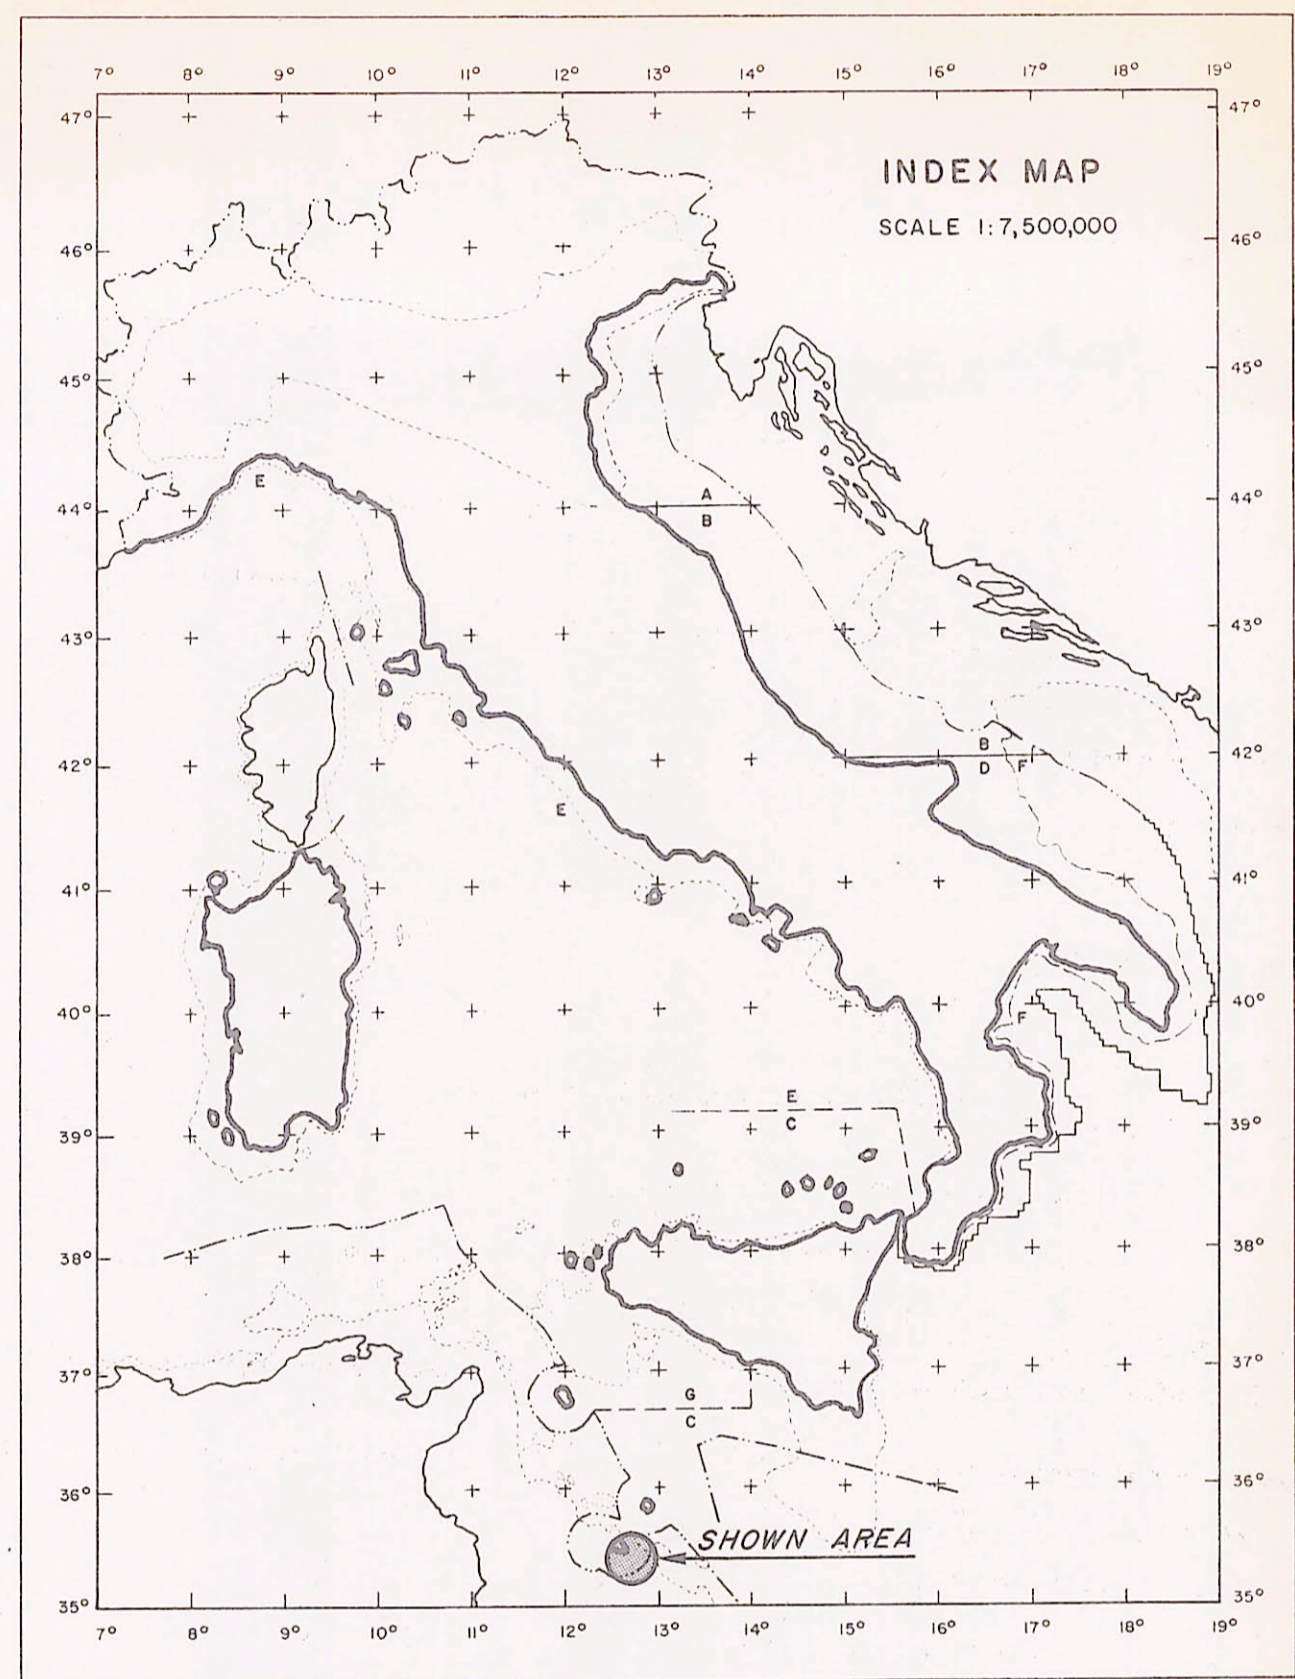 7° 8° 9° 10° 11° 12° 13° 14° 15° 16° 17° 18° 19°
47° 47°
INDEX MAP
SCALE 1:7,500,000
46° 46°
45° 45°
E
A
44° 44°
B
43° 43°
B
42° 42°
D F
E
41° 41°
40° 40°
F
E
39° 39°
C
38° 38°
37° 37°
G
C
36° 36°
SHOWN AREA
35° 35°
7° 8° 9° 10° 11° 12° 13° 14° 15° 16° 17° 18° 19°